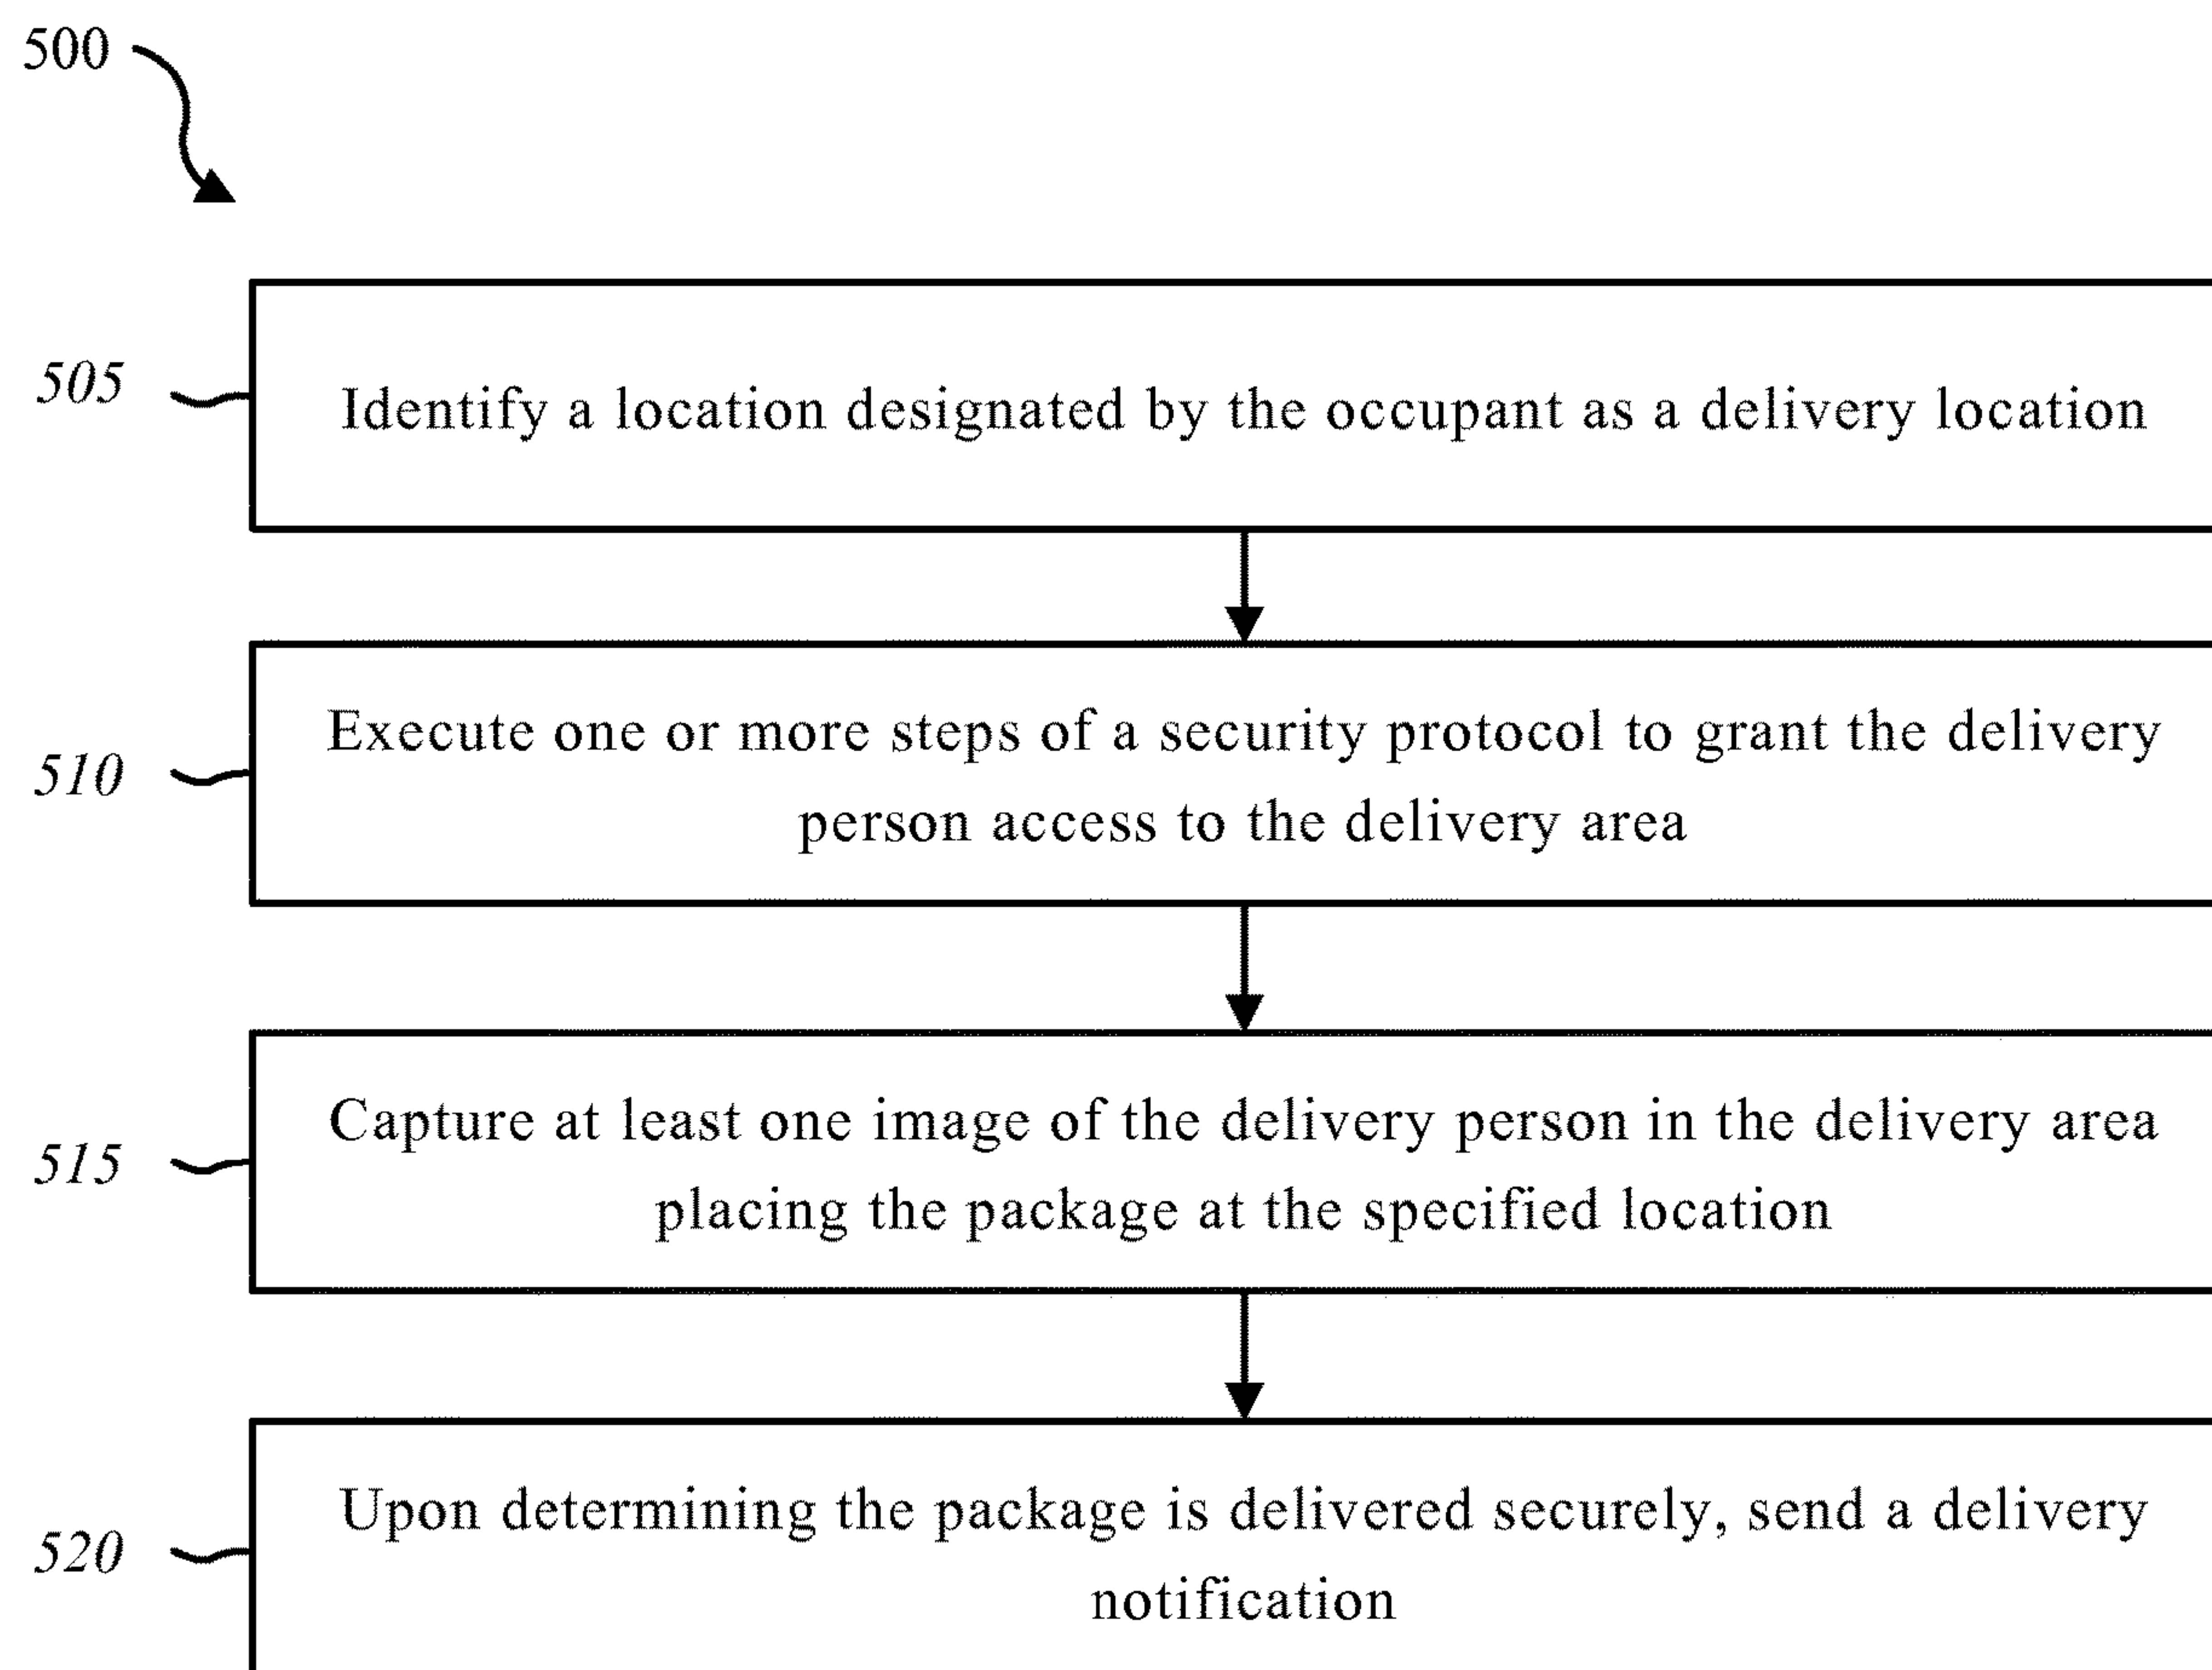 500
505
Identify a location designated by the occupant as a delivery location
510
Execute one or more steps of a security protocol to grant the delivery
person access to the delivery area
515
Capture at least one image of the delivery person in the delivery area
placing the package at the specified location
520
Upon determining the package is delivered securely, send a delivery
notification